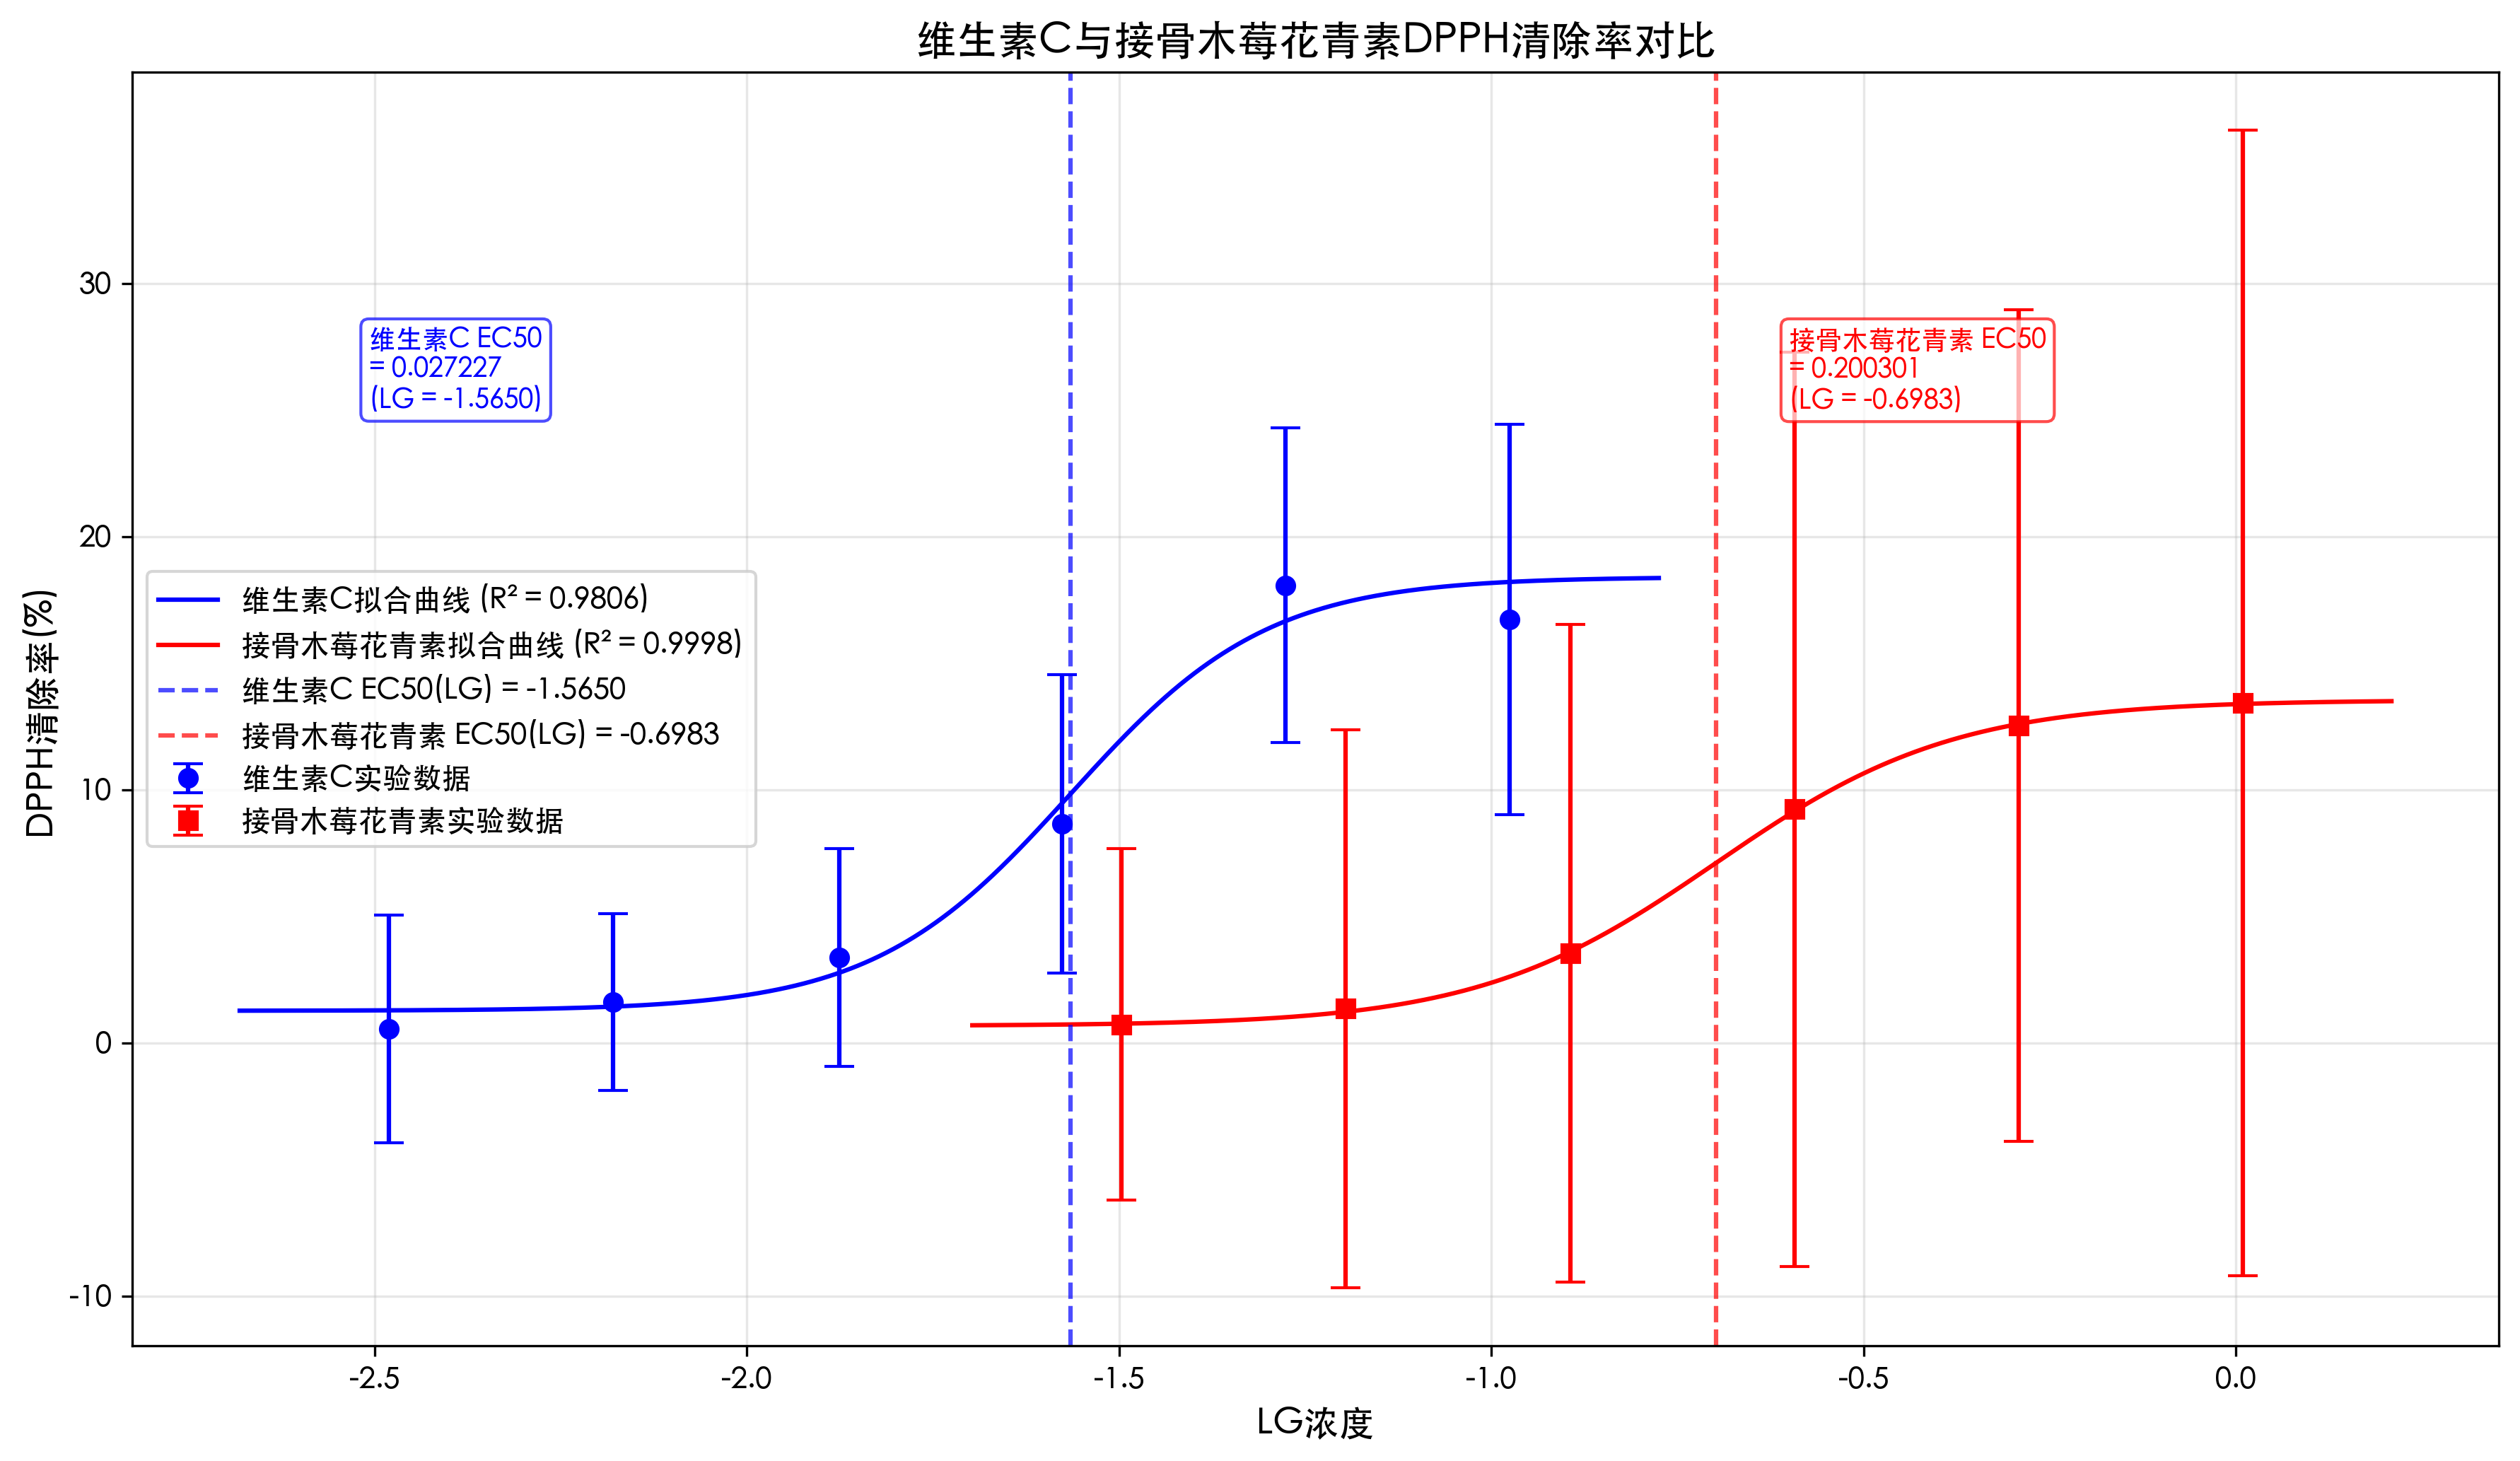 维生素C与接骨木莓花青素DPPH清除率对比
30
20
10
0
-10
DPPH清除率(%)
维生素C EC50
= 0.027227
(LG = -1.5650)
接骨木莓花青素 EC50
= 0.200301
(LG = -0.6983)
维生素C拟合曲线 (R² = 0.9806)
接骨木莓花青素拟合曲线 (R² = 0.9998)
维生素C EC50(LG) = -1.5650
接骨木莓花青素 EC50(LG) = -0.6983
维生素C实验数据
接骨木莓花青素实验数据
-2.5
-2.0
-1.5
-1.0
-0.5
0.0
LG浓度